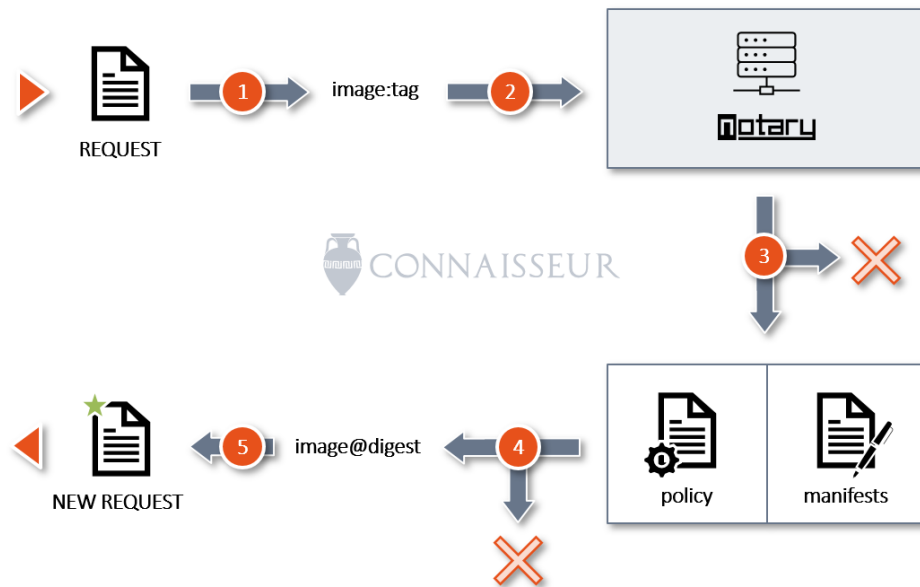 1
image:tag
2
notary
REQUEST
3
CONNAISSEUR
5
image@digest
4
NEW REQUEST
policy
manifests